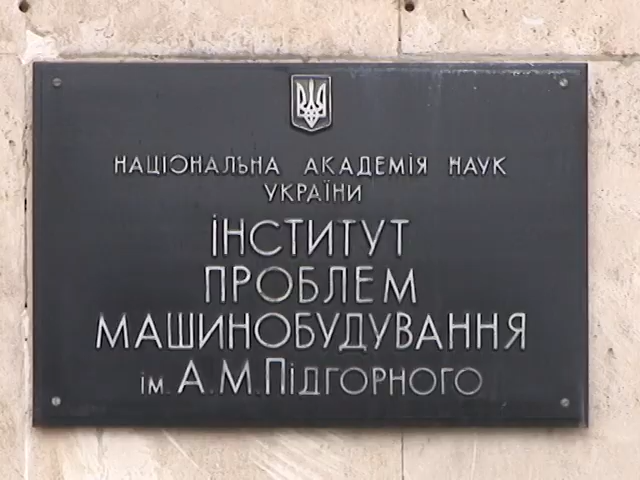 НАЦІОНАЛЬНА АКАДЕМІЯ НАУК
УКРАЇНИ
ІНСТИТУТ
ПРОБЛЕМ
МАШИНОБУДУВАННЯ
ім. А.М.Підгорного